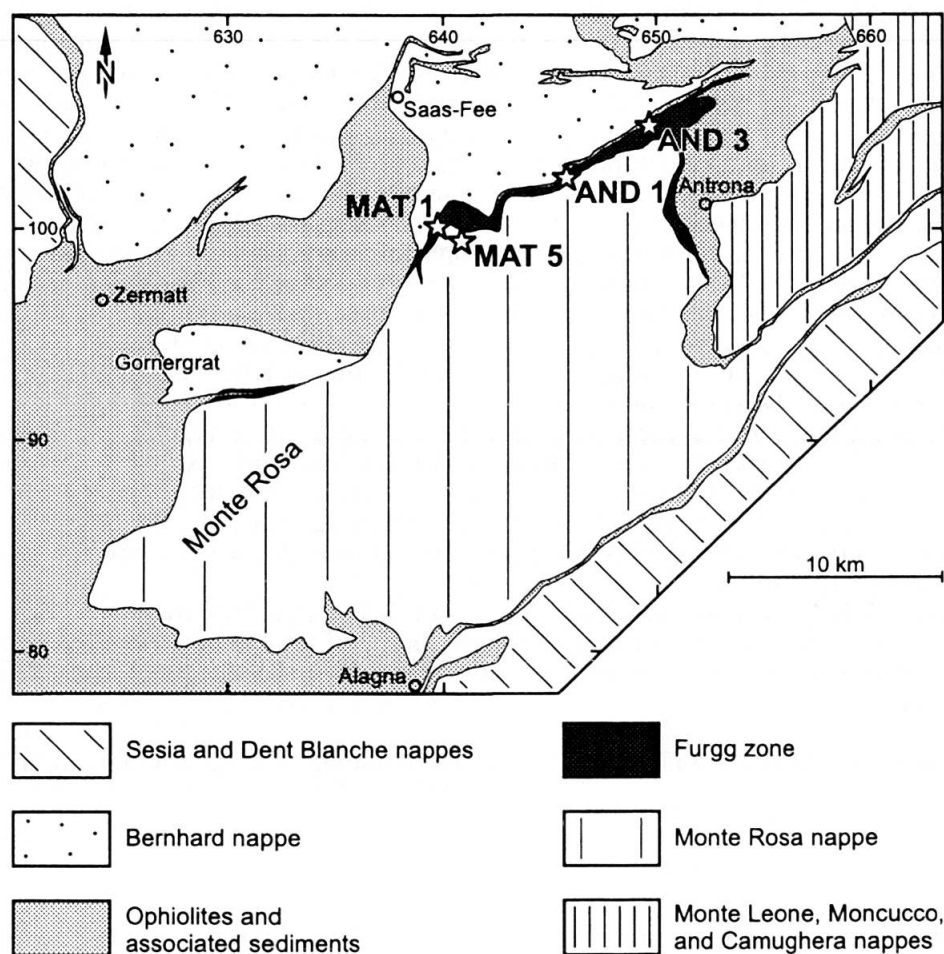 630
640
650
660
N
Saas-Fee
AND 3
AND 1
Antrona
MAT 1
100
MAT 5
Zermatt
Gornergrat
90
Monte Rosa
10 km
80
Alagna
Sesia and Dent Blanche nappes
Furgg zone
Bernhard nappe
Monte Rosa nappe
Ophiolites and
associated sediments
Monte Leone, Moncucco,
and Camughera nappes